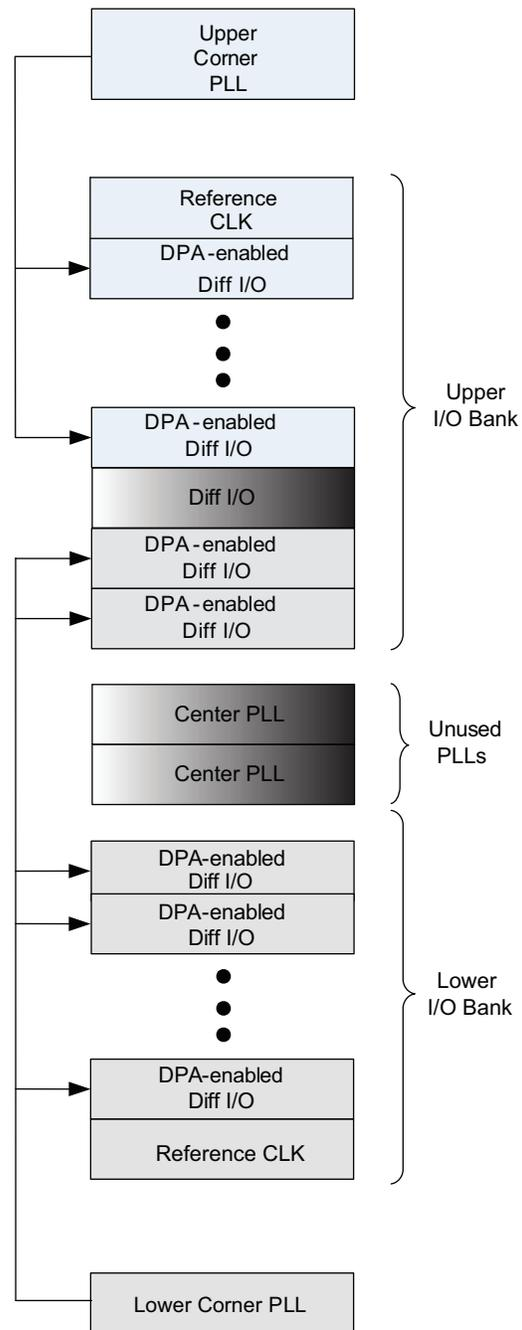 Upper
Corner
PLL
Reference
CLK
DPA-enabled
Diff I/O
DPA-enabled
Diff I/O
Diff I/O
DPA-enabled
Diff I/O
DPA-enabled
Diff I/O
Upper
I/O Bank
Center PLL
Center PLL
Unused
PLLs
DPA-enabled
Diff I/O
DPA-enabled
Diff I/O
DPA-enabled
Diff I/O
Reference CLK
Lower
I/O Bank
Lower Corner PLL